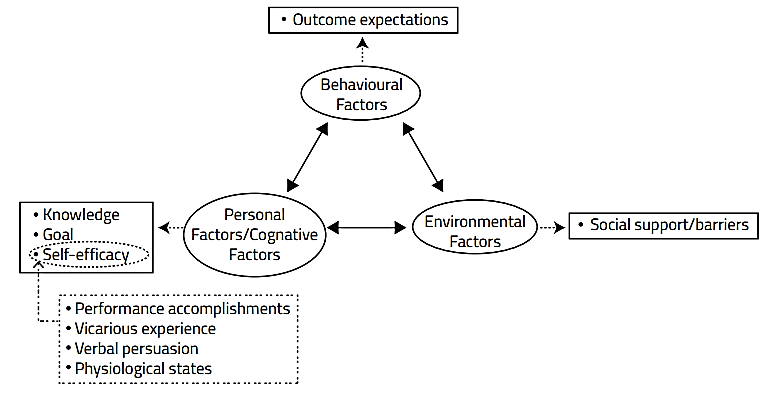 • Outcome expectations
Behavioural
Factors
• Knowledge
• Goal
• Self-efficacy
Personal
Factors/Cognative
Factors
Environmental
Factors
• Social support/barriers
• Performance accomplishments
• Vicarious experience
• Verbal persuasion
• Physiological states